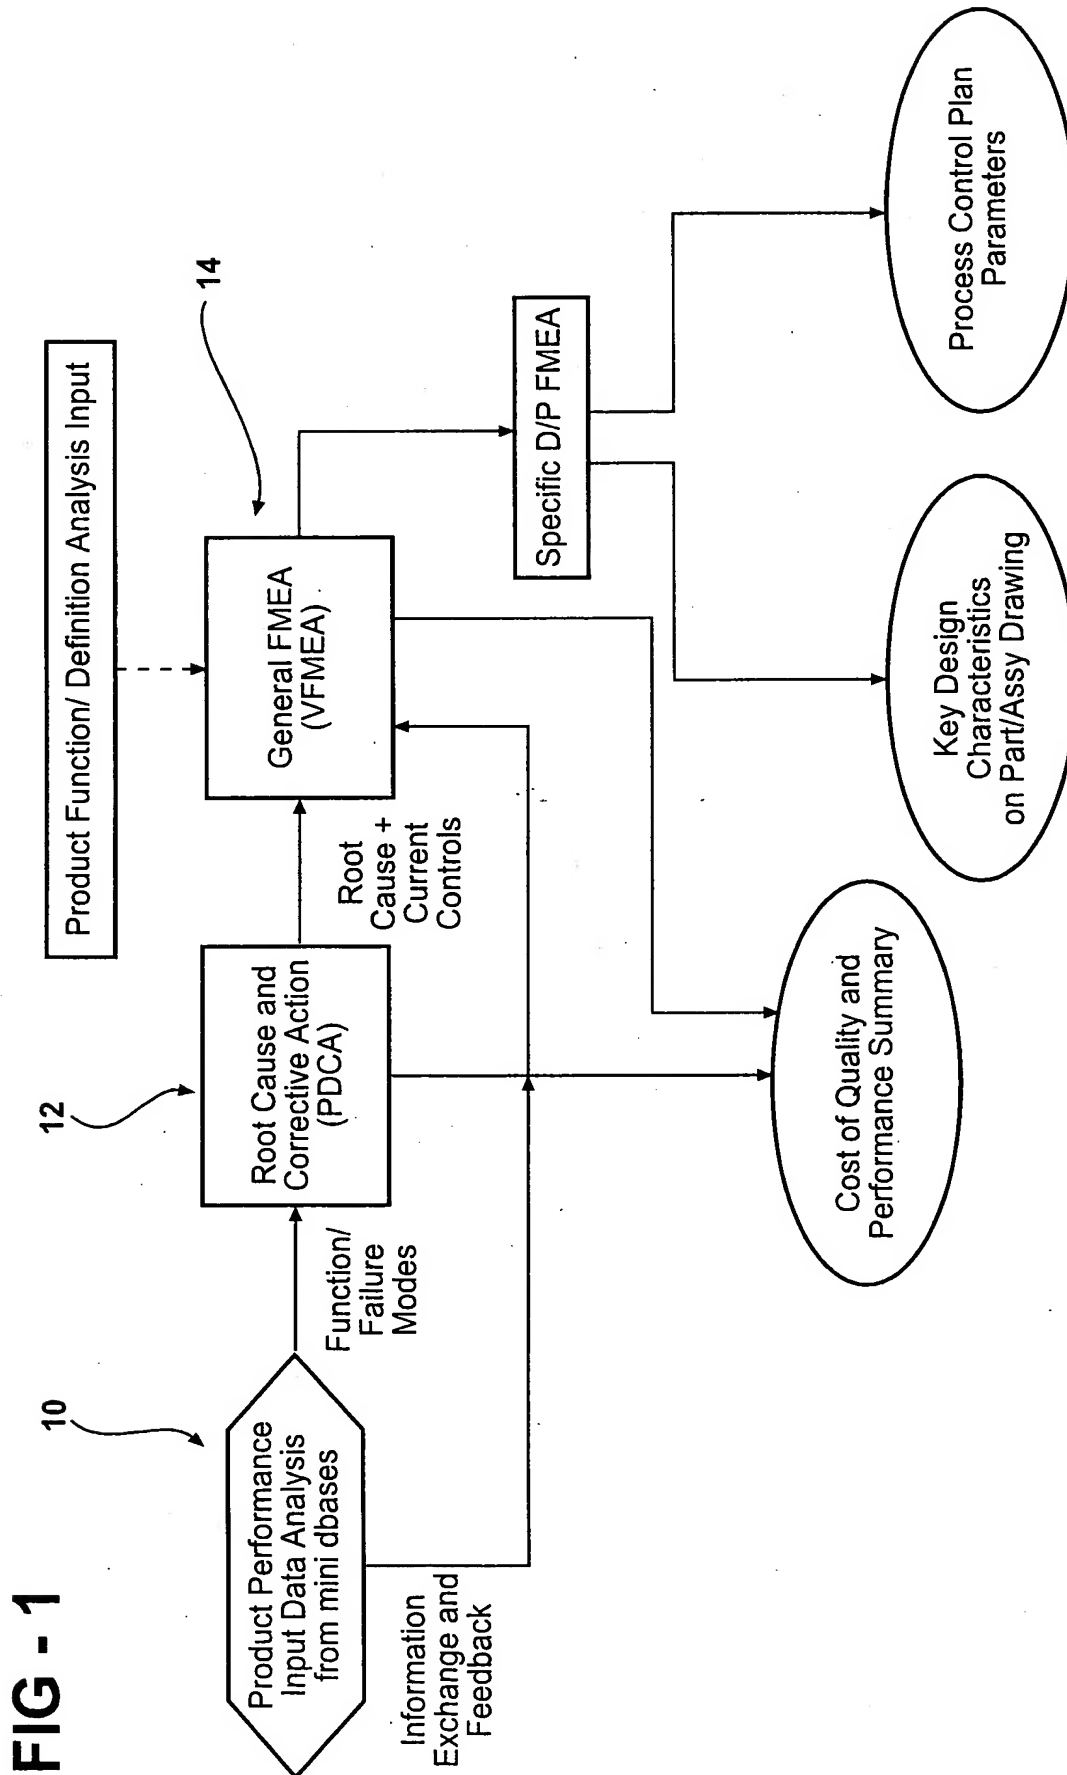 FIG - 1
10
Product Performance
Input Data Analysis
from mini dbases
Function/
Failure
Modes
Information
Exchange and
Feedback
12
Root Cause and
Corrective Action
(PDCA)
Root
Cause +
Current
Controls
Product Function/ Definition Analysis Input
14
General FMEA
(VFMEA)
Specific D/P FMEA
Cost of Quality and
Performance Summary
Key Design
Characteristics
on Part/Assy Drawing
Process Control Plan
Parameters